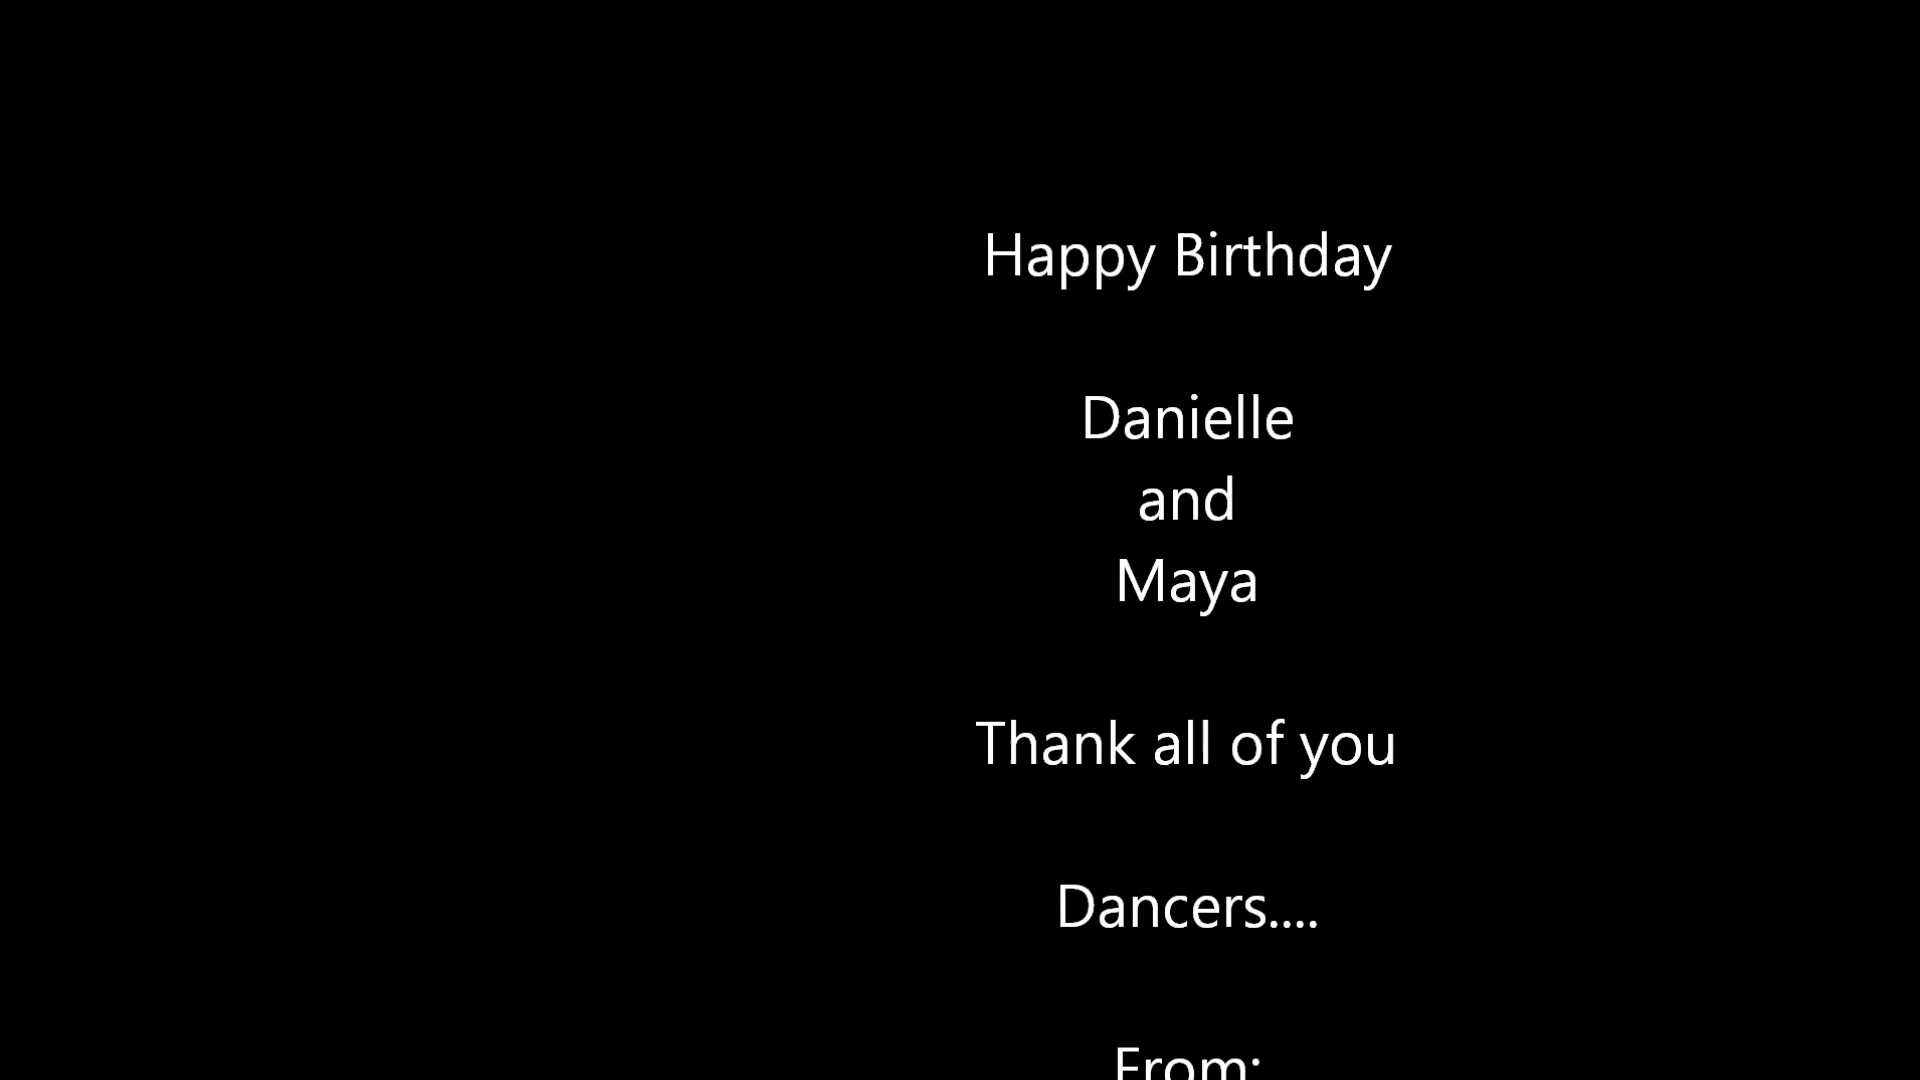 Happy Birthday
Danielle
and
Maya
Thank all of you
Dancers....
From: